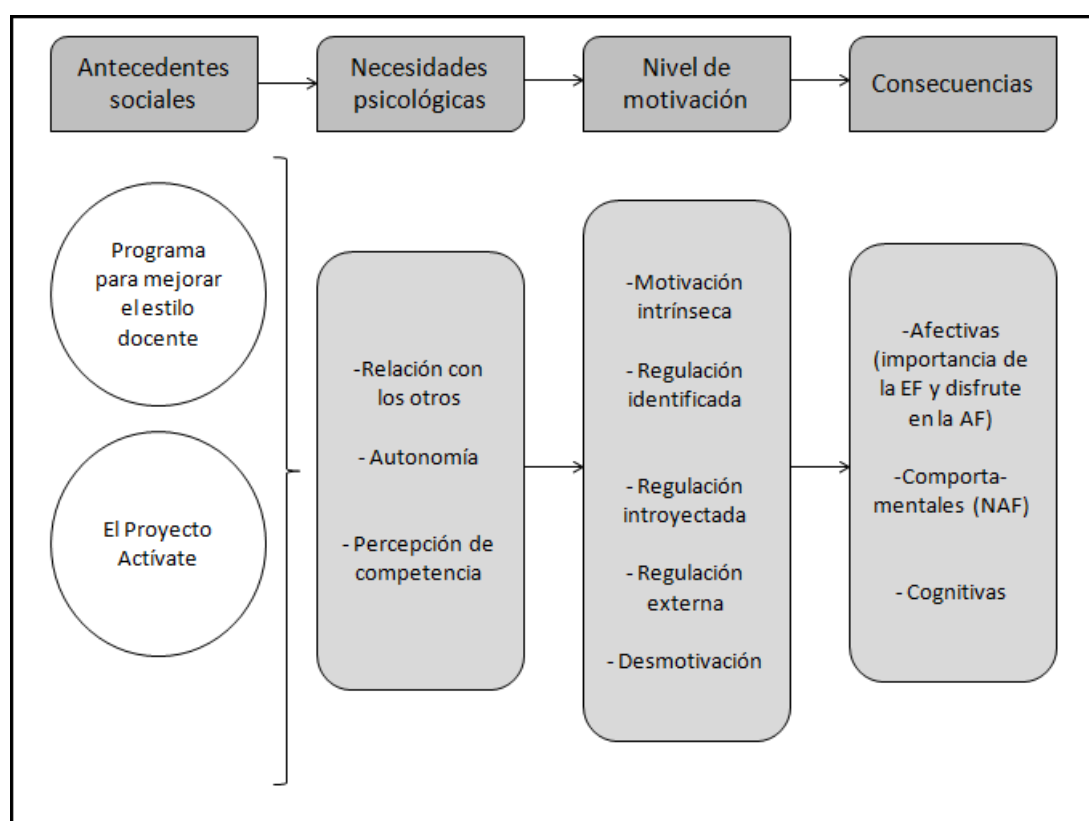 Antecedentes
sociales
Necesidades
psicológicas
Nivel de
motivación
Consecuencias
Programa
para mejorar
el estilo
docente
El Proyecto
Actívate
-Relación con
los otros
- Autonomía
- Percepción de
competencia
-Motivación
intrínseca
- Regulación
identificada
- Regulación
introyectada
- Regulación
externa
- Desmotivación
-Afectivas
(importancia de
la EF y disfrute
en la AF)
-Comporta-
mentales (NAF)
- Cognitivas